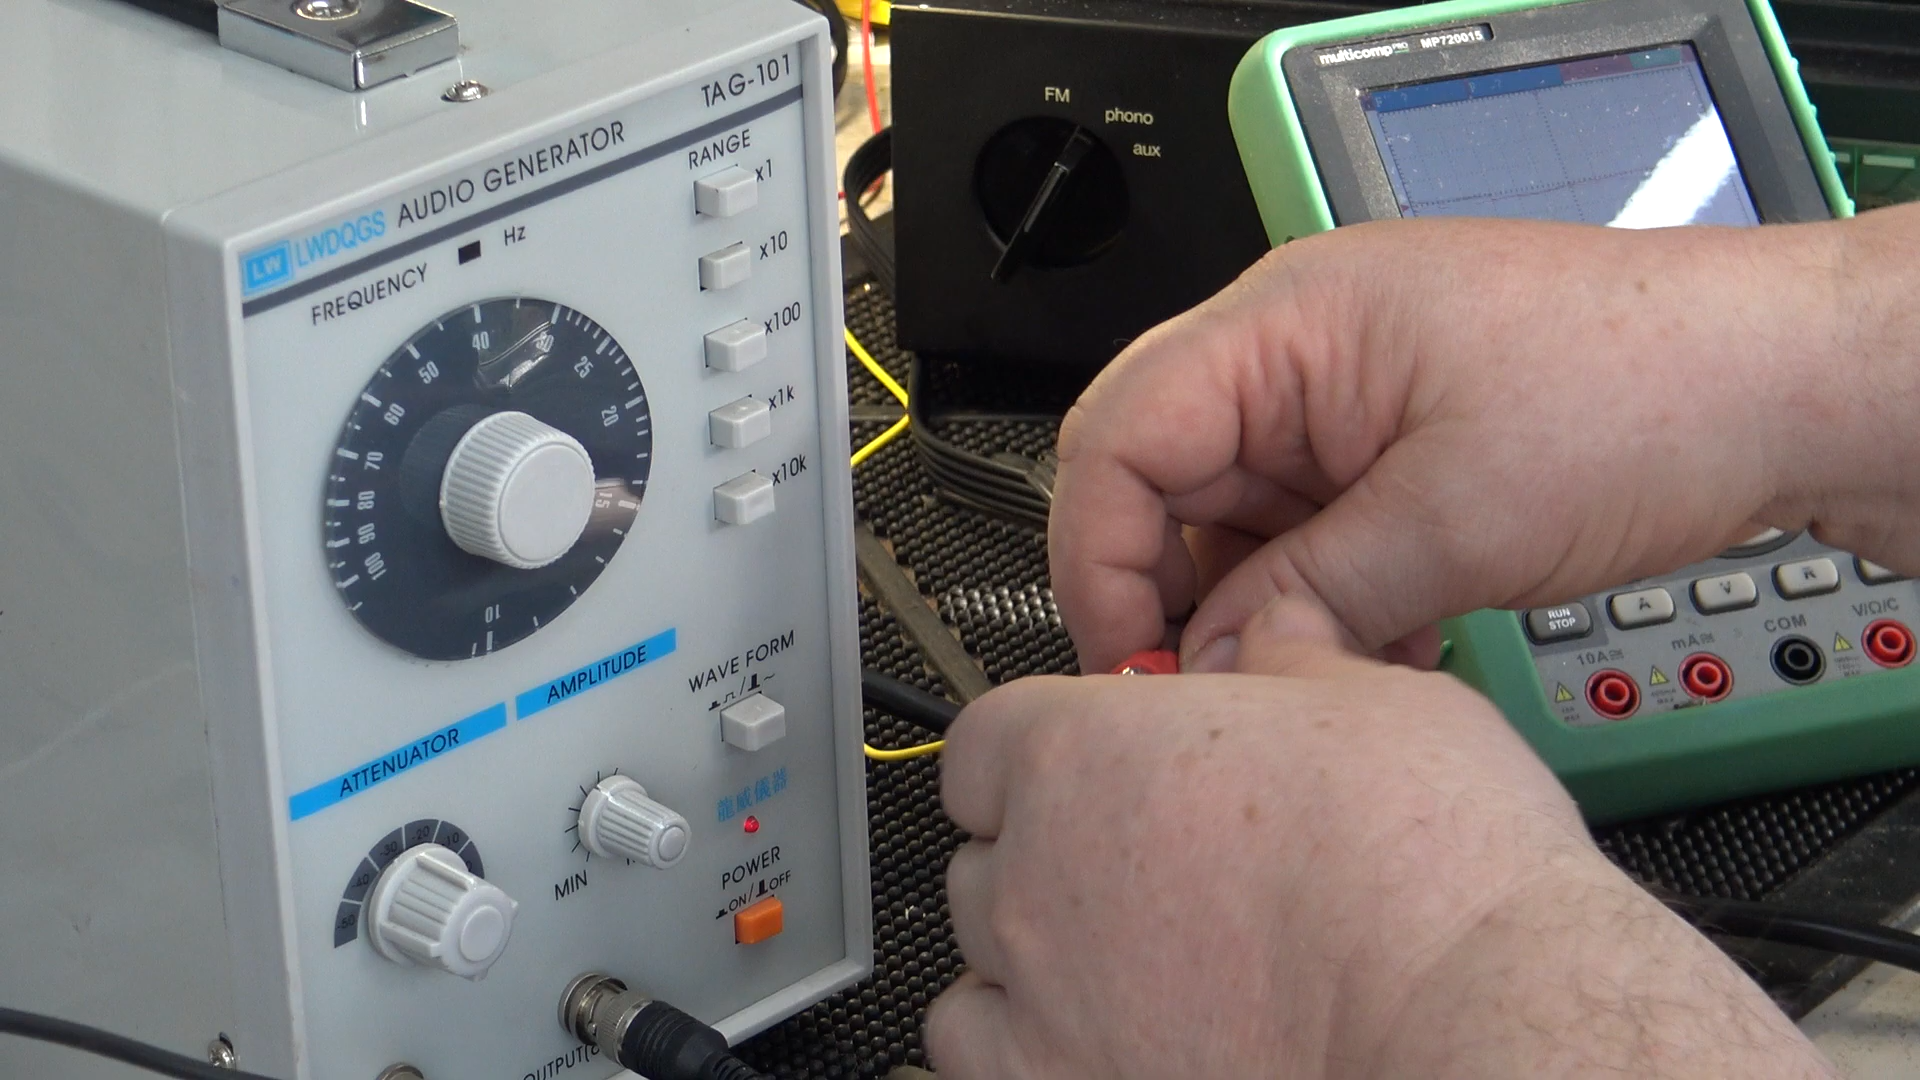 TAG-101
LW LWDQGS AUDIO GENERATOR
FREQUENCY
Hz
RANGE
x1
x10
x100
x1k
x10k
10
15
20
25
30
40
50
60
70
80
90
100
ATTENUATOR
AMPLITUDE
-50
-40
-30
-20
-10
0
MIN
WAVE FORM
龍威儀器
POWER
ON/OFF
FM
phono
aux
multicomp PRO MP720015
RUN
STOP
A
V
R
10A
mA
COM
V/Ω/C